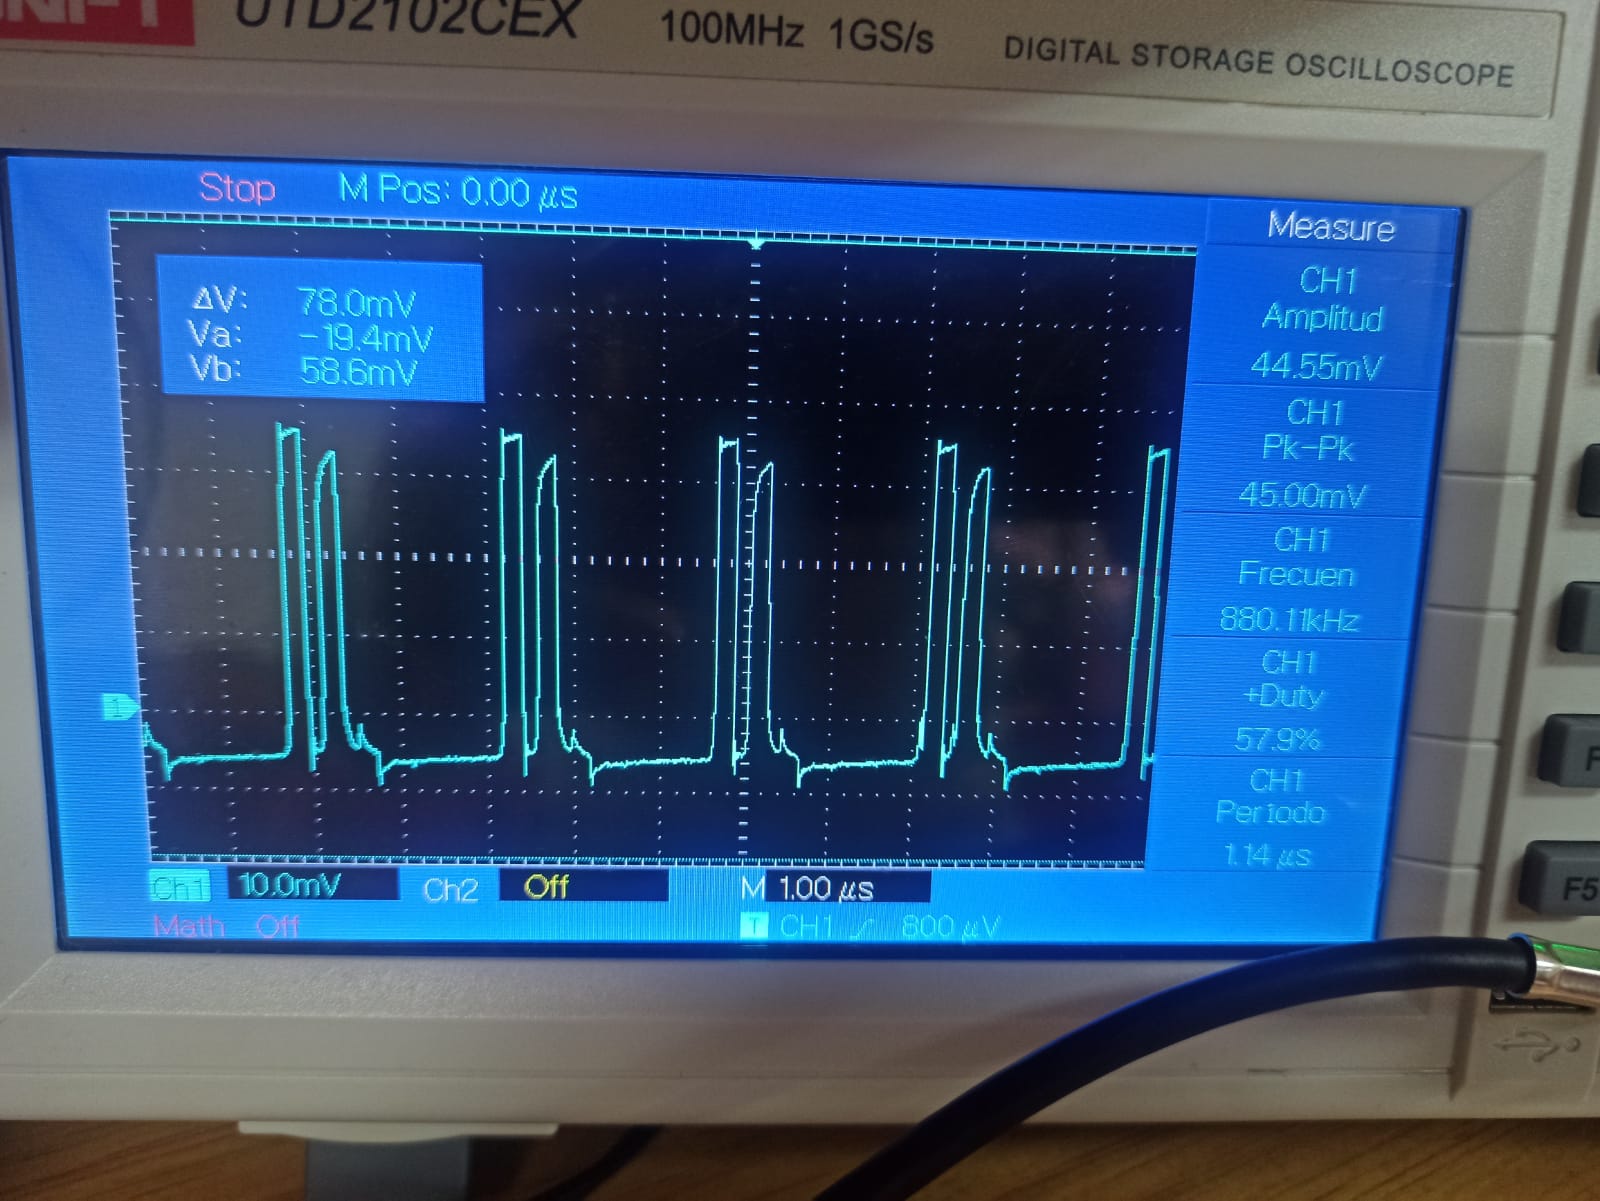 UTD2102CEX 100MHz 1GS/s DIGITAL STORAGE OSCILLOSCOPE
Stop M Pos: 0.00 μs
Measure
ΔV: 78.0mV
Va: -19.4mV
Vb: 58.6mV
CH1
Amplitud
44.55mV
CH1
Pk-Pk
45.00mV
CH1
Frecuen
880.11kHz
CH1
+Duty
57.9%
CH1
Periodo
1.14 μs
1
Ch1 10.0mV Ch2 Off M 1.00 μs
Math Off T CH1 800 μV
F5